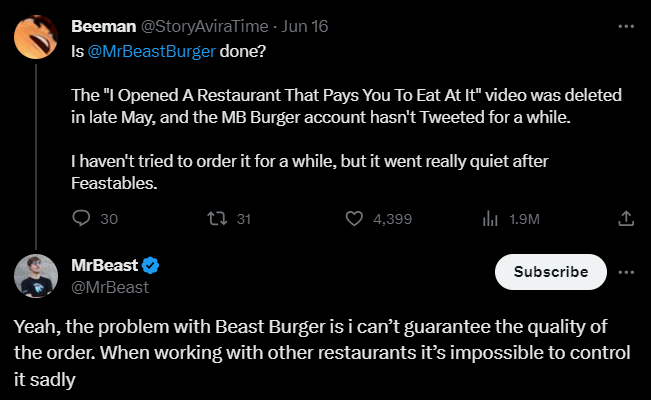 Beeman @StoryAviraTime · Jun 16
Is @MrBeastBurger done?
The "I Opened A Restaurant That Pays You To Eat At It" video was deleted
in late May, and the MB Burger account hasn't Tweeted for a while.
I haven't tried to order it for a while, but it went really quiet after
Feastables.
30 31 4,399 1.9M
MrBeast
@MrBeast
Subscribe
Yeah, the problem with Beast Burger is i can’t guarantee the quality of
the order. When working with other restaurants it’s impossible to control
it sadly